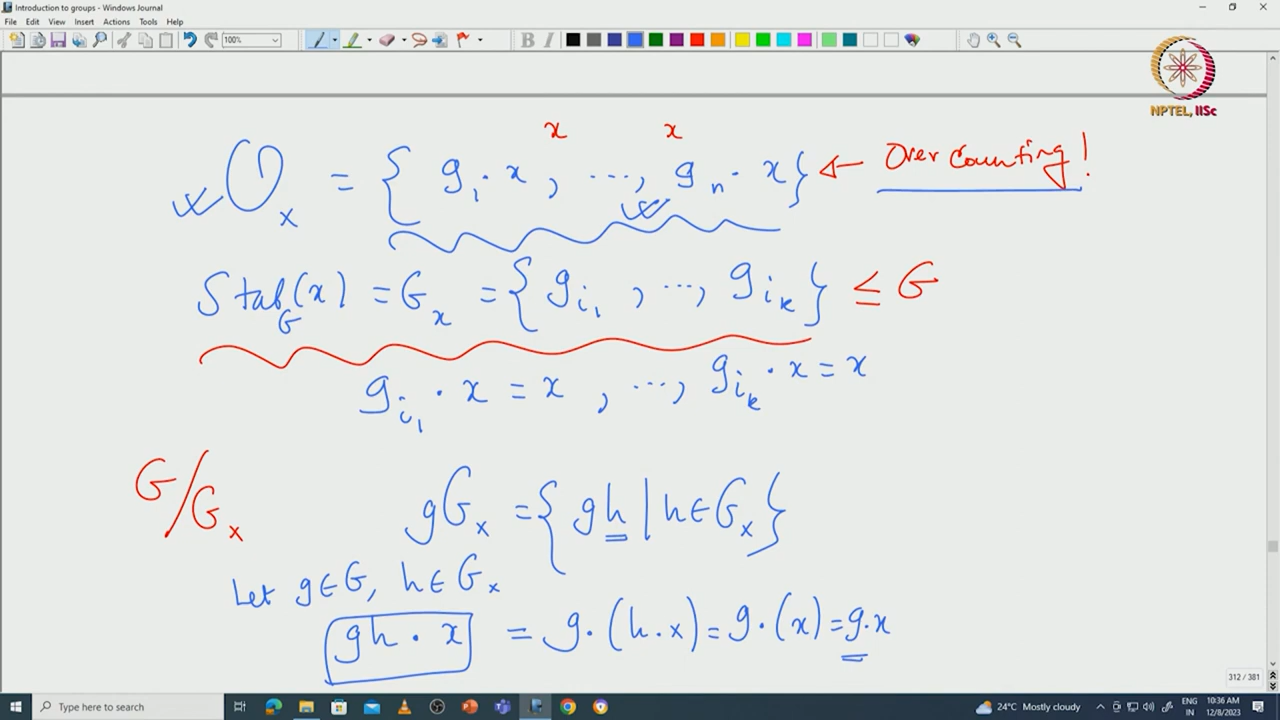 Introduction to groups - Windows Journal
File Edit View Insert Actions Tools Help
100%
B I
NPTEL, IISc
x x
O_x = { g_1 · x , ..., g_n · x } ← Over counting!
Stab_G(x) = G_x = { g_{i_1} , ..., g_{i_k} } ≤ G
g_{i_1} · x = x , ..., g_{i_k} · x = x
G/G_x
gG_x = { gh | h ∈ G_x }
Let g ∈ G, h ∈ G_x
gh · x = g · (h · x) = g · (x) = g · x
312 / 381
Type here to search
24°C Mostly cloudy
ENG
IN
10:36 AM
12/8/2023